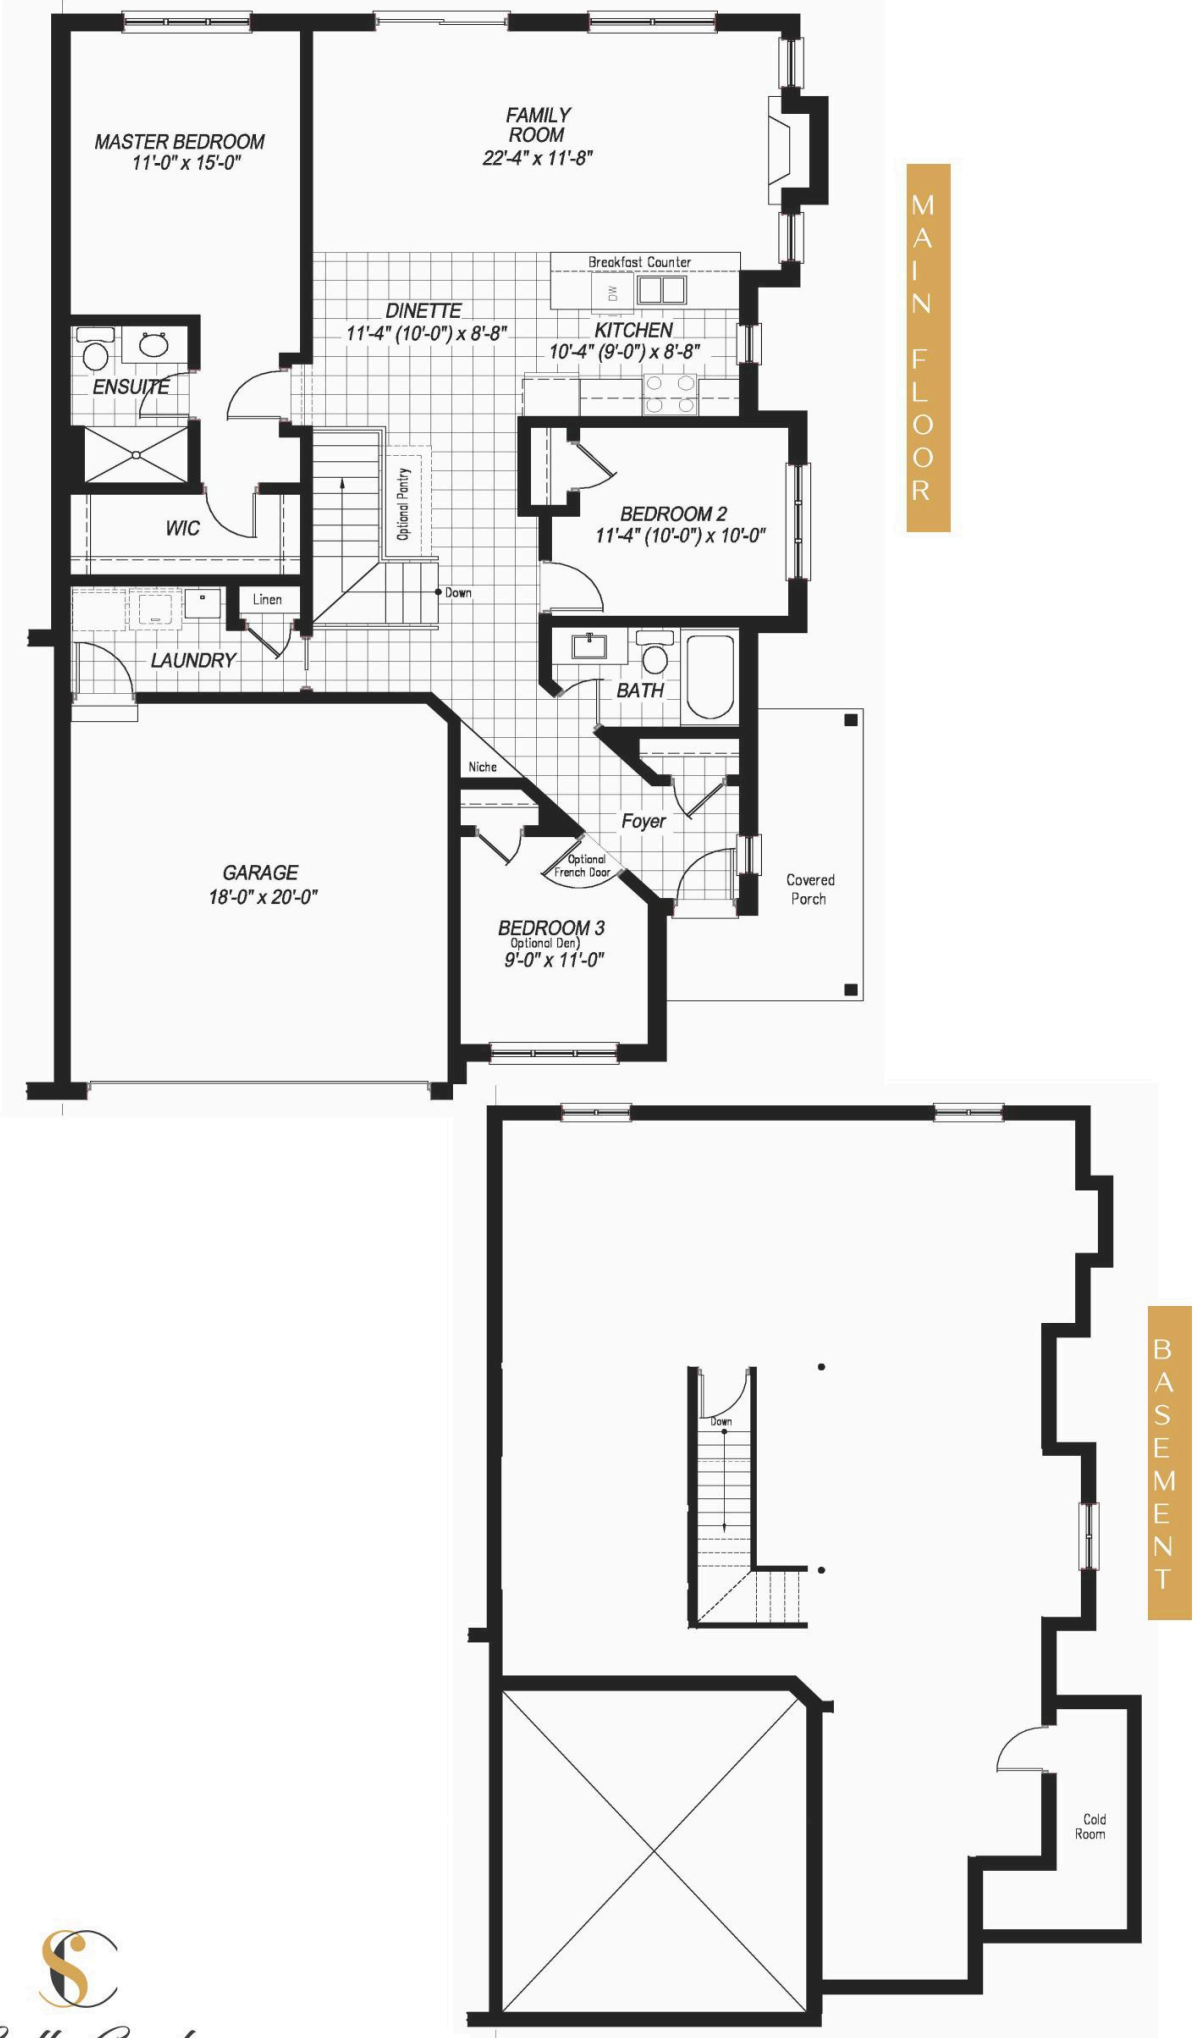 MASTER BEDROOM
11'-0" x 15'-0"
FAMILY
ROOM
22'-4" x 11'-8"
MAIN FLOOR
Breakfast Counter
DW
DINETTE
11'-4" (10'-0") x 8'-8"
KITCHEN
10'-4" (9'-0") x 8'-8"
ENSUITE
Optional Pantry
WIC
BEDROOM 2
11'-4" (10'-0") x 10'-0"
Linen
Down
LAUNDRY
BATH
Niche
Foyer
Optional
French Door
GARAGE
18'-0" x 20'-0"
Covered
Porch
BEDROOM 3
Optional Den)
9'-0" x 11'-0"
BASEMENT
Down
Cold
Room